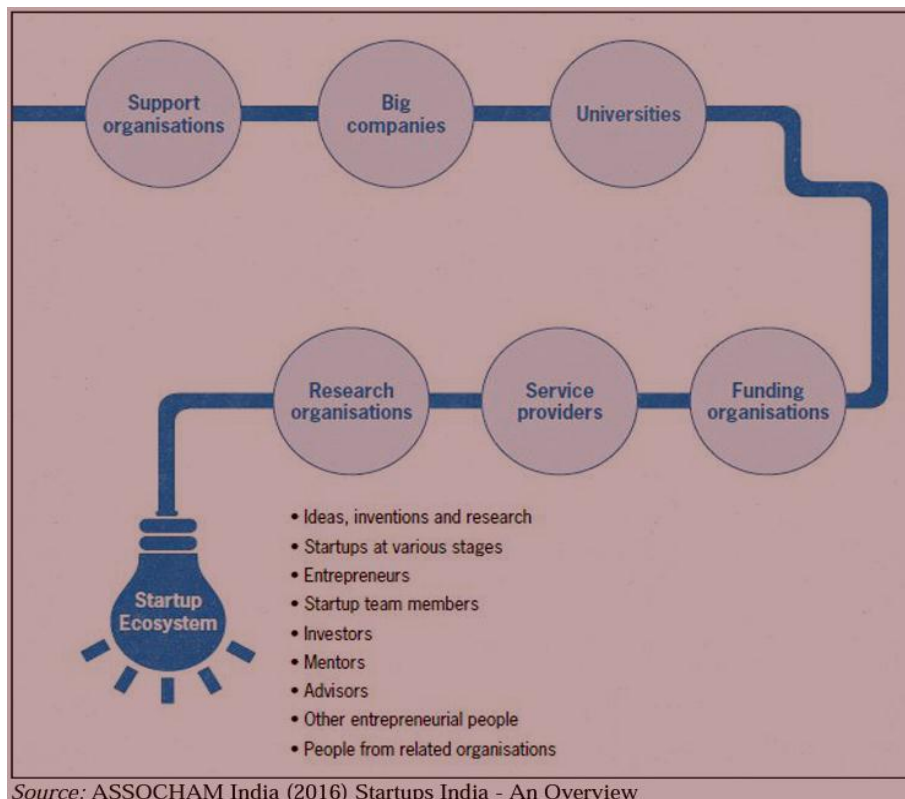 Support
organisations
Big
companies
Universities
Research
organisations
Service
providers
Funding
organisations
Startup
Ecosystem
• Ideas, inventions and research
• Startups at various stages
• Entrepreneurs
• Startup team members
• Investors
• Mentors
• Advisors
• Other entrepreneurial people
• People from related organisations
Source: ASSOCHAM India (2016) Startups India - An Overview